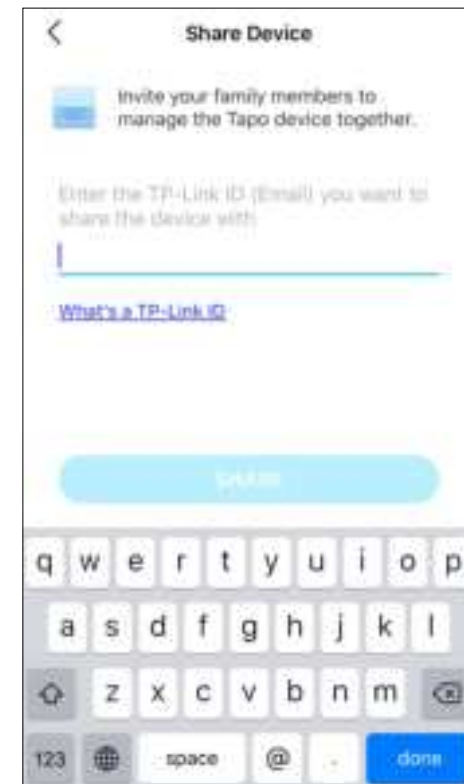 Share Device
Invite your family members to
manage the Tapo device together.
Enter the TP-Link ID (Email) you want to
share the device with
What's a TP-Link ID
SHARE
q w e r t y u i o p
a s d f g h j k l
z x c v b n m
123 space @ . done